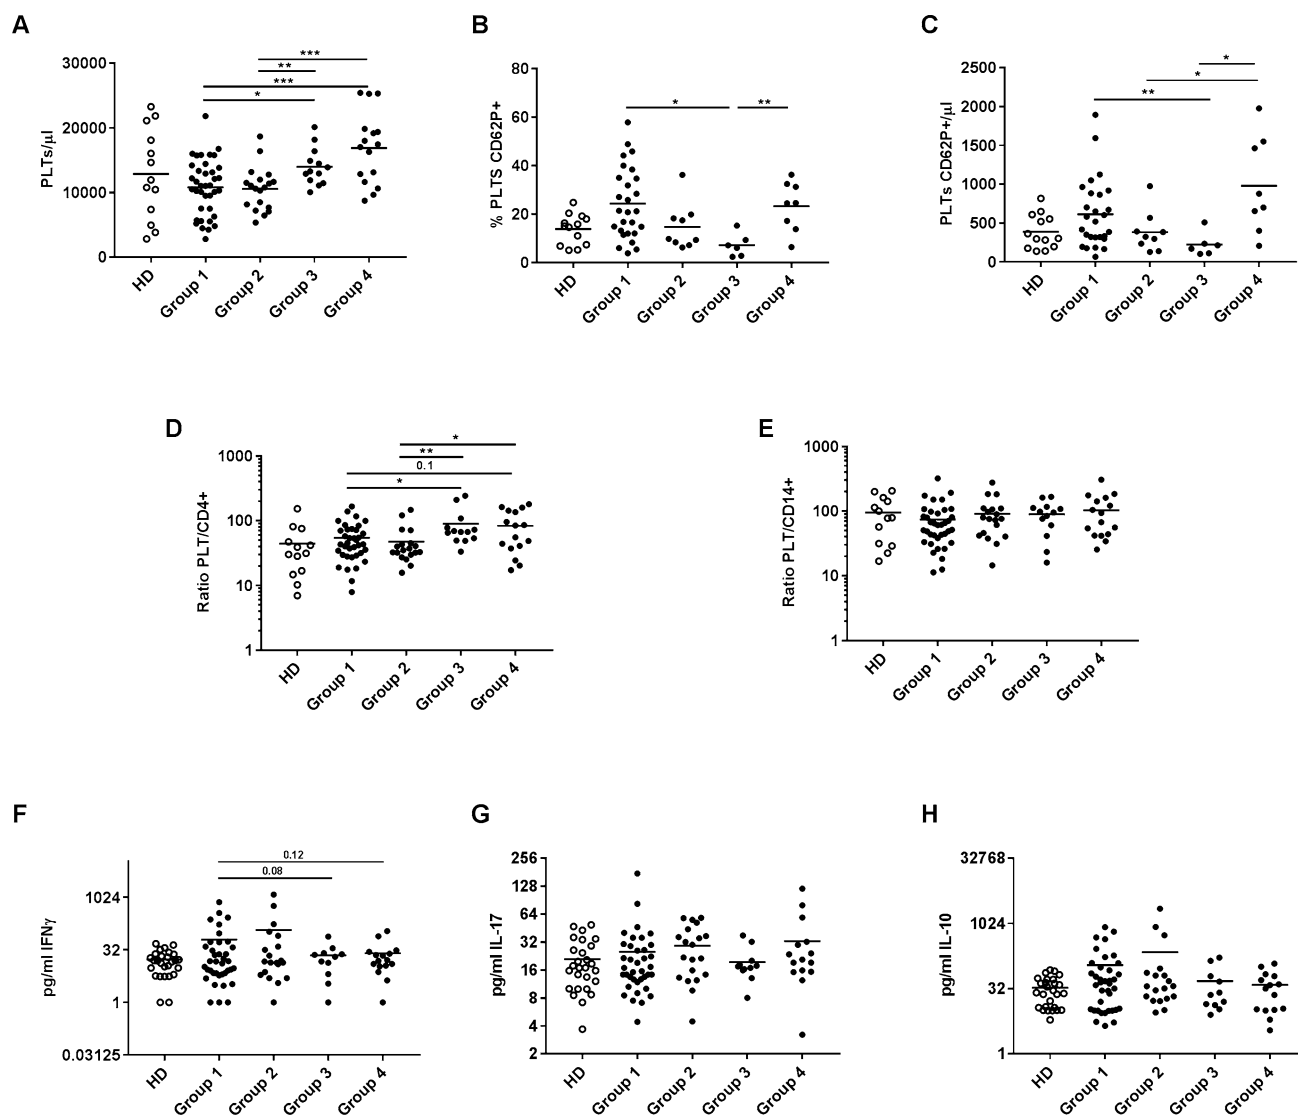 A
PLTs/µl
30000
20000
10000
0
***
**
***
*
HD
Group 1
Group 2
Group 3
Group 4
B
% PLTS CD62P+
80
60
40
20
0
*
**
HD
Group 1
Group 2
Group 3
Group 4
C
PLTs CD62P+/µl
2500
2000
1500
1000
500
0
*
*
**
HD
Group 1
Group 2
Group 3
Group 4
D
Ratio PLT/CD4+
1000
100
10
1
*
**
0.1
*
HD
Group 1
Group 2
Group 3
Group 4
E
Ratio PLT/CD14+
1000
100
10
1
HD
Group 1
Group 2
Group 3
Group 4
F
pg/ml IFNγ
1024
32
1
0.03125
0.12
0.08
HD
Group 1
Group 2
Group 3
Group 4
G
pg/ml IL-17
256
128
64
32
16
8
4
2
HD
Group 1
Group 2
Group 3
Group 4
H
pg/ml IL-10
32768
1024
32
1
HD
Group 1
Group 2
Group 3
Group 4